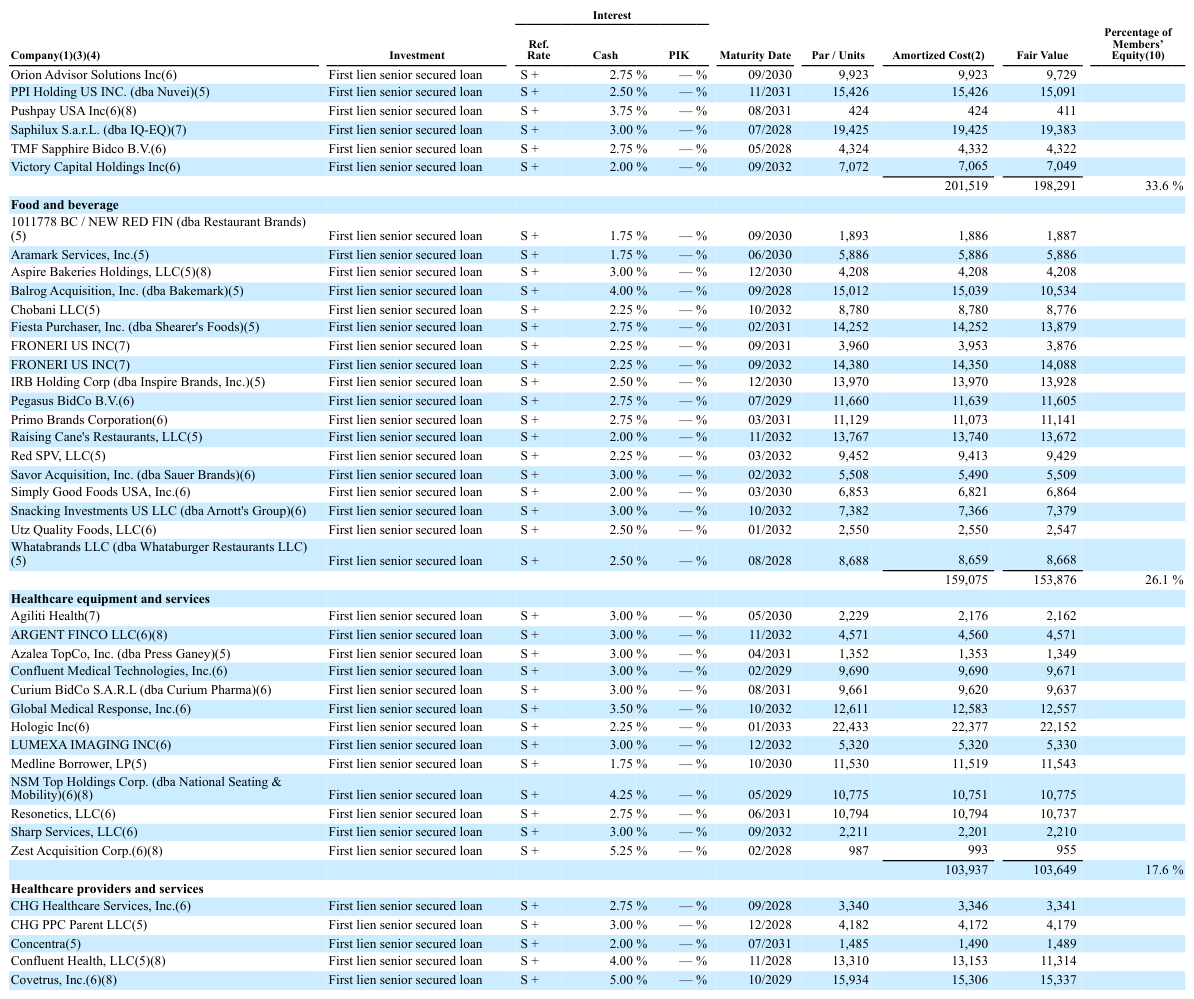 Interest
Company(1)(3)(4) Investment Ref. Rate Cash PIK Maturity Date Par / Units Amortized Cost(2) Fair Value Percentage of Members' Equity(10)
Orion Advisor Solutions Inc(6) First lien senior secured loan S + 2.75 % — % 09/2030 9,923 9,923 9,729
PPI Holding US INC. (dba Nuvei)(5) First lien senior secured loan S + 2.50 % — % 11/2031 15,426 15,426 15,091
Pushpay USA Inc(6)(8) First lien senior secured loan S + 3.75 % — % 08/2031 424 424 411
Saphilux S.a.r.L. (dba IQ-EQ)(7) First lien senior secured loan S + 3.00 % — % 07/2028 19,425 19,425 19,383
TMF Sapphire Bidco B.V.(6) First lien senior secured loan S + 2.75 % — % 05/2028 4,324 4,332 4,322
Victory Capital Holdings Inc(6) First lien senior secured loan S + 2.00 % — % 09/2032 7,072 7,065 7,049
201,519 198,291 33.6 %
Food and beverage
1011778 BC / NEW RED FIN (dba Restaurant Brands)
(5) First lien senior secured loan S + 1.75 % — % 09/2030 1,893 1,886 1,887
Aramark Services, Inc.(5) First lien senior secured loan S + 1.75 % — % 06/2030 5,886 5,886 5,886
Aspire Bakeries Holdings, LLC(5)(8) First lien senior secured loan S + 3.00 % — % 12/2030 4,208 4,208 4,208
Balrog Acquisition, Inc. (dba Bakemark)(5) First lien senior secured loan S + 4.00 % — % 09/2028 15,012 15,039 10,534
Chobani LLC(5) First lien senior secured loan S + 2.25 % — % 10/2032 8,780 8,780 8,776
Fiesta Purchaser, Inc. (dba Shearer's Foods)(5) First lien senior secured loan S + 2.75 % — % 02/2031 14,252 14,252 13,879
FRONERI US INC(7) First lien senior secured loan S + 2.25 % — % 09/2031 3,960 3,953 3,876
FRONERI US INC(7) First lien senior secured loan S + 2.25 % — % 09/2032 14,380 14,350 14,088
IRB Holding Corp (dba Inspire Brands, Inc.)(5) First lien senior secured loan S + 2.50 % — % 12/2030 13,970 13,970 13,928
Pegasus BidCo B.V.(6) First lien senior secured loan S + 2.75 % — % 07/2029 11,660 11,639 11,605
Primo Brands Corporation(6) First lien senior secured loan S + 2.75 % — % 03/2031 11,129 11,073 11,141
Raising Cane's Restaurants, LLC(5) First lien senior secured loan S + 2.00 % — % 11/2032 13,767 13,740 13,672
Red SPV, LLC(5) First lien senior secured loan S + 2.25 % — % 03/2032 9,452 9,413 9,429
Savor Acquisition, Inc. (dba Sauer Brands)(6) First lien senior secured loan S + 3.00 % — % 02/2032 5,508 5,490 5,509
Simply Good Foods USA, Inc.(6) First lien senior secured loan S + 2.00 % — % 03/2030 6,853 6,821 6,864
Snacking Investments US LLC (dba Arnott's Group)(6) First lien senior secured loan S + 3.00 % — % 10/2032 7,382 7,366 7,379
Utz Quality Foods, LLC(6) First lien senior secured loan S + 2.50 % — % 01/2032 2,550 2,550 2,547
Whatabrands LLC (dba Whataburger Restaurants LLC)
(5) First lien senior secured loan S + 2.50 % — % 08/2028 8,688 8,659 8,668
159,075 153,876 26.1 %
Healthcare equipment and services
Agiliti Health(7) First lien senior secured loan S + 3.00 % — % 05/2030 2,229 2,176 2,162
ARGENT FINCO LLC(6)(8) First lien senior secured loan S + 3.00 % — % 11/2032 4,571 4,560 4,571
Azalea TopCo, Inc. (dba Press Ganey)(5) First lien senior secured loan S + 3.00 % — % 04/2031 1,352 1,353 1,349
Confluent Medical Technologies, Inc.(6) First lien senior secured loan S + 3.00 % — % 02/2029 9,690 9,690 9,671
Curium BidCo S.A.R.L (dba Curium Pharma)(6) First lien senior secured loan S + 3.00 % — % 08/2031 9,661 9,620 9,637
Global Medical Response, Inc.(6) First lien senior secured loan S + 3.50 % — % 10/2032 12,611 12,583 12,557
Hologic Inc(6) First lien senior secured loan S + 2.25 % — % 01/2033 22,433 22,377 22,152
LUMEXA IMAGING INC(6) First lien senior secured loan S + 3.00 % — % 12/2032 5,320 5,320 5,330
Medline Borrower, LP(5) First lien senior secured loan S + 1.75 % — % 10/2030 11,530 11,519 11,543
NSM Top Holdings Corp. (dba National Seating &
Mobility)(6)(8) First lien senior secured loan S + 4.25 % — % 05/2029 10,775 10,751 10,775
Resonetics, LLC(6) First lien senior secured loan S + 2.75 % — % 06/2031 10,794 10,794 10,737
Sharp Services, LLC(6) First lien senior secured loan S + 3.00 % — % 09/2032 2,211 2,201 2,210
Zest Acquisition Corp.(6)(8) First lien senior secured loan S + 5.25 % — % 02/2028 987 993 955
103,937 103,649 17.6 %
Healthcare providers and services
CHG Healthcare Services, Inc.(6) First lien senior secured loan S + 2.75 % — % 09/2028 3,340 3,346 3,341
CHG PPC Parent LLC(5) First lien senior secured loan S + 3.00 % — % 12/2028 4,182 4,172 4,179
Concentra(5) First lien senior secured loan S + 2.00 % — % 07/2031 1,485 1,490 1,489
Confluent Health, LLC(5)(8) First lien senior secured loan S + 4.00 % — % 11/2028 13,310 13,153 11,314
Covetrus, Inc.(6)(8) First lien senior secured loan S + 5.00 % — % 10/2029 15,934 15,306 15,337